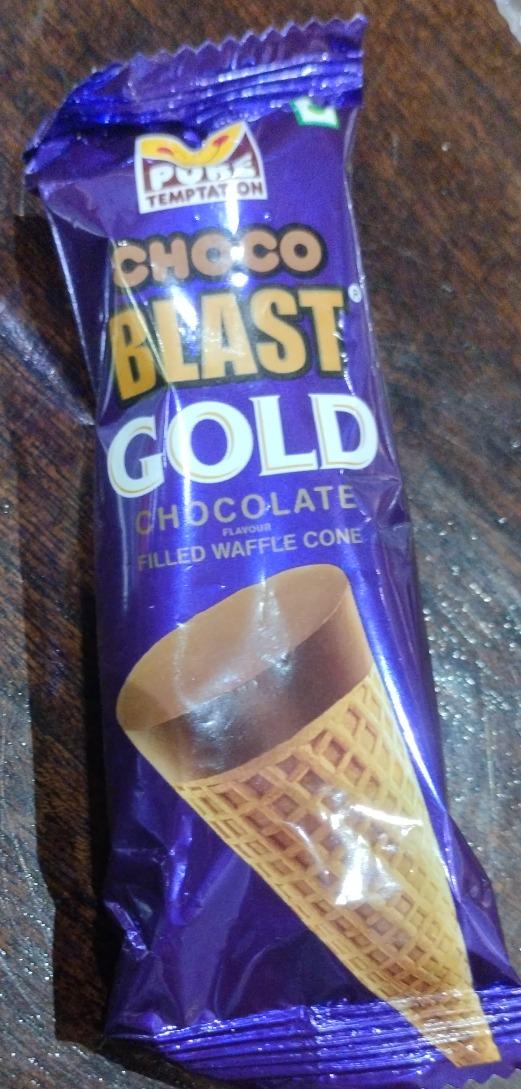 PURE
TEMPTATION
CHOCO
BLAST®
GOLD
CHOCOLATE
FLAVOUR
FILLED WAFFLE CONE